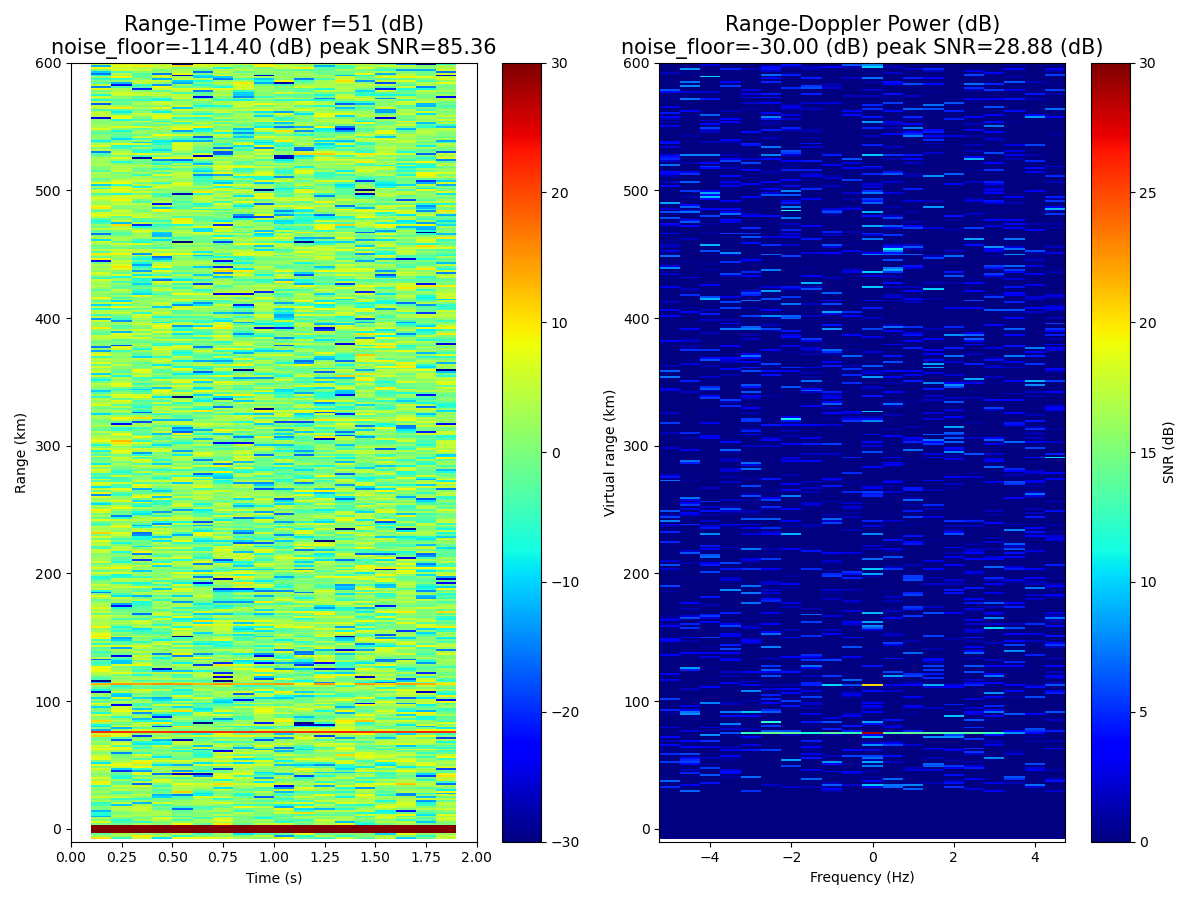 Range-Time Power f=51 (dB)
noise_floor=-114.40 (dB) peak SNR=85.36
Range-Doppler Power (dB)
noise_floor=-30.00 (dB) peak SNR=28.88 (dB)
600
500
400
300
200
100
0
Range (km)
0.00 0.25 0.50 0.75 1.00 1.25 1.50 1.75 2.00
Time (s)
30
20
10
0
−10
−20
−30
600
500
400
300
200
100
0
Virtual range (km)
−4 −2 0 2 4
Frequency (Hz)
30
25
20
15
10
5
0
SNR (dB)